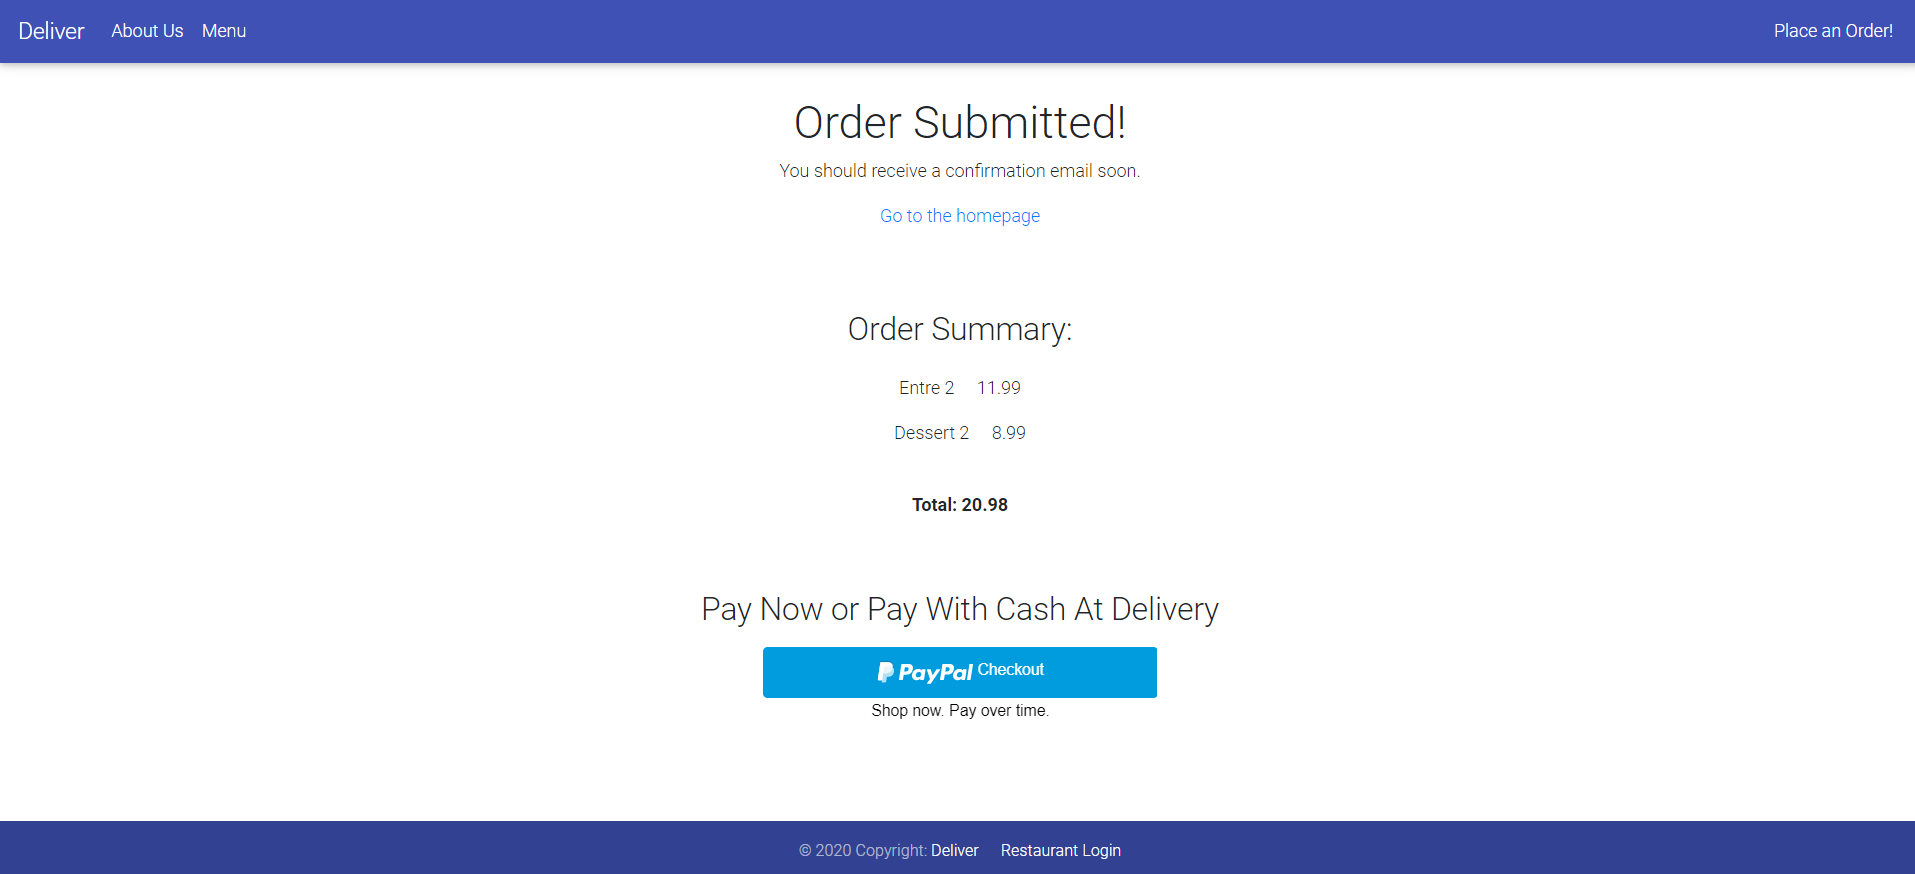 Deliver About Us Menu Place an Order!
Order Submitted!
You should receive a confirmation email soon.
Go to the homepage
Order Summary:
Entre 2 11.99
Dessert 2 8.99
Total: 20.98
Pay Now or Pay With Cash At Delivery
PayPal Checkout
Shop now. Pay over time.
© 2020 Copyright: Deliver Restaurant Login